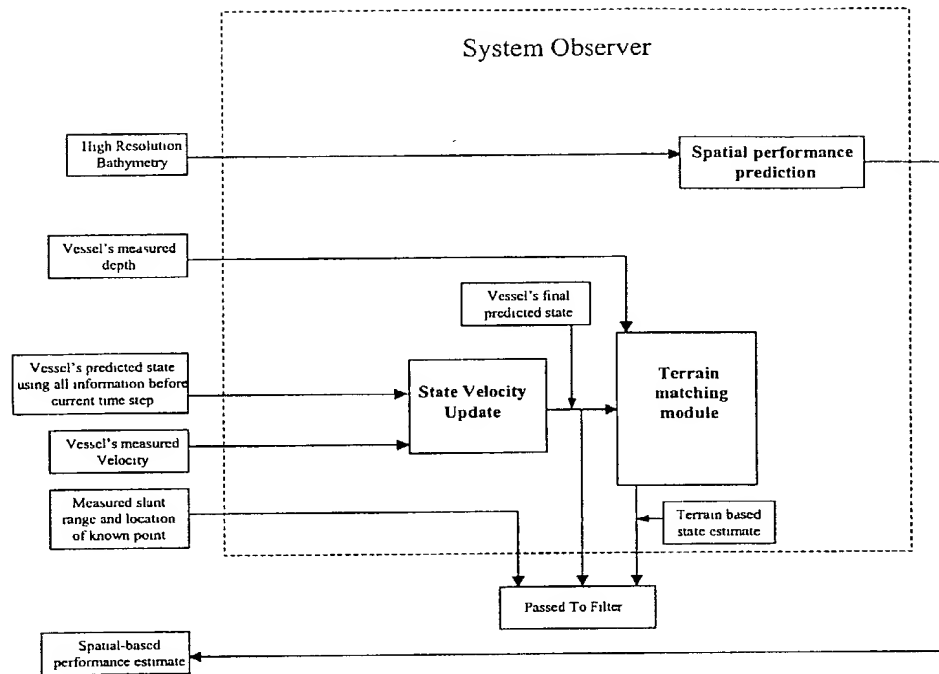 System Observer
High Resolution
Bathymetry
Spatial performance
prediction
Vessel's measured
depth
Vessel's final
predicted state
Vessel's predicted state
using all information before
current time step
State Velocity
Update
Terrain
matching
module
Vessel's measured
Velocity
Measured slant
range and location
of known point
Terrain based
state estimate
Passed To Filter
Spatial-based
performance estimate